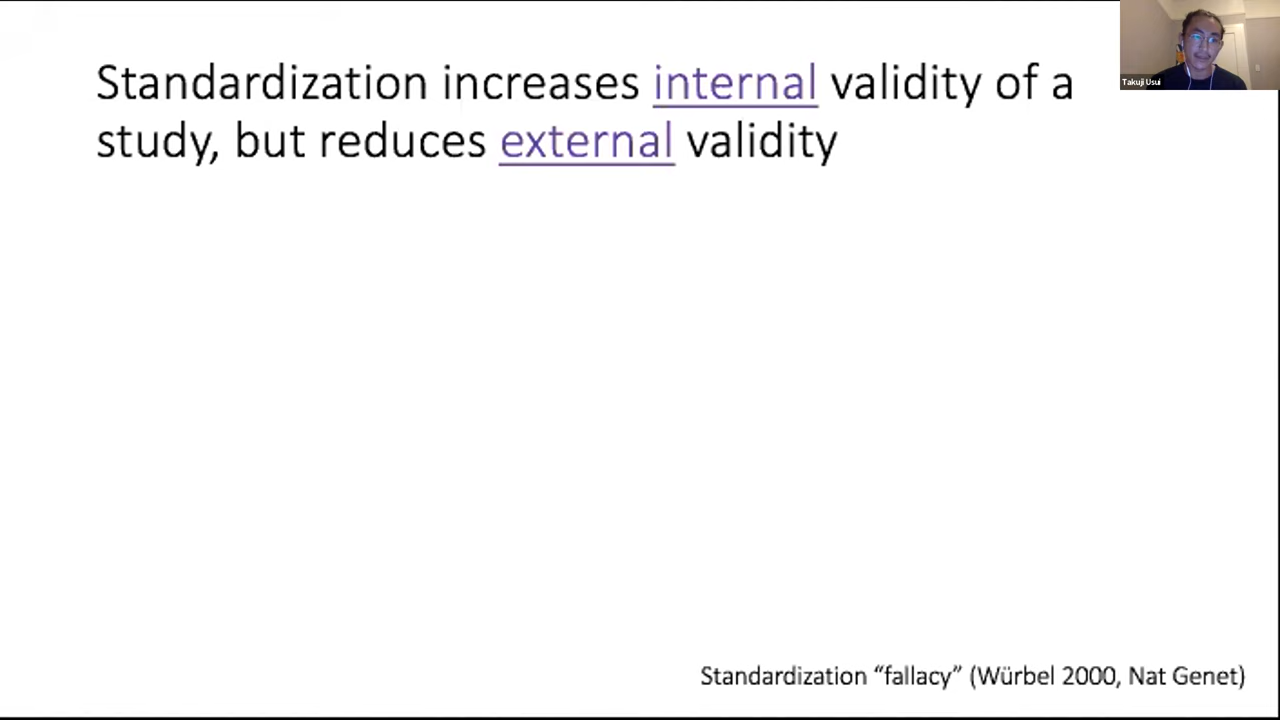 Standardization increases internal validity of a
study, but reduces external validity
Takuji Usui
Standardization “fallacy” (Würbel 2000, Nat Genet)